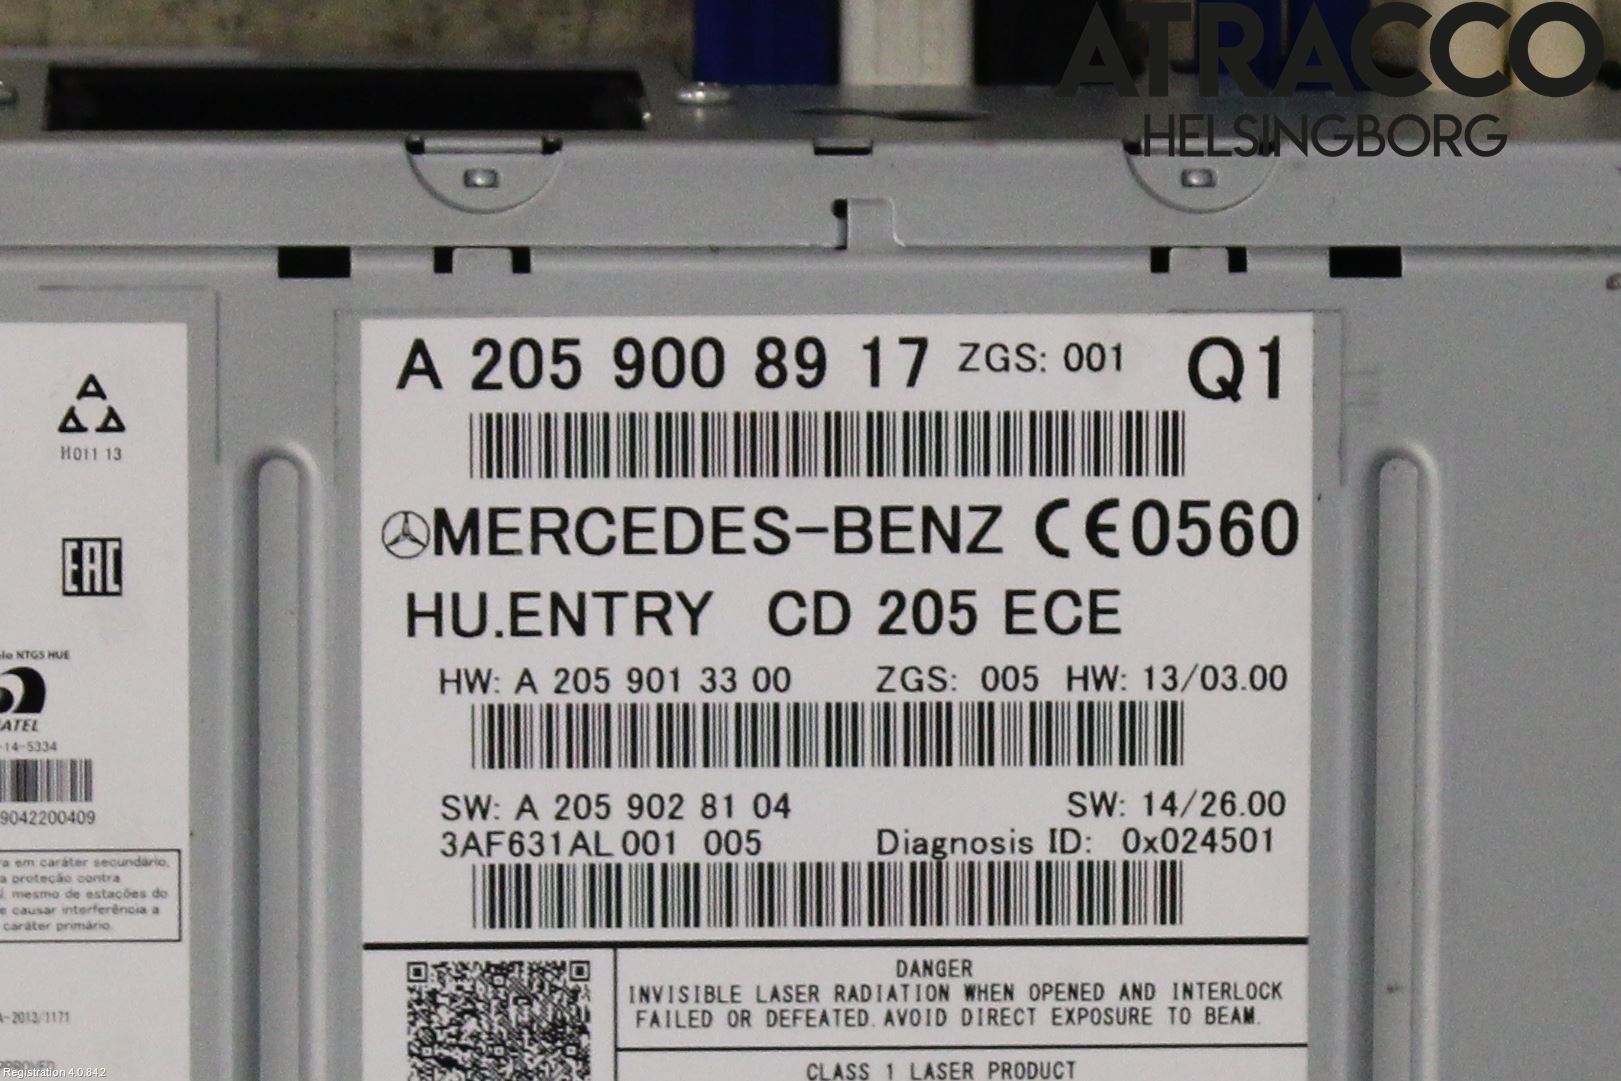 ATRACCO
HELSINGBORG
A 205 900 89 17 ZGS: 001 Q1
MERCEDES-BENZ CE0560
HU.ENTRY CD 205 ECE
HW: A 205 901 33 00 ZGS: 005 HW: 13/03.00
SW: A 205 902 81 04 SW: 14/26.00
3AF631AL 001 005 Diagnosis ID: 0x024501
DANGER
INVISIBLE LASER RADIATION WHEN OPENED AND INTERLOCK
FAILED OR DEFEATED. AVOID DIRECT EXPOSURE TO BEAM.
CLASS 1 LASER PRODUCT
H011 13
EAC
NTG5 HUE
ATEL
-14-5334
9042200409
em caráter secundário,
a proteção contra
mesmo de estações do
causar interferência a
caráter primário.
-2013/1171
Registration 4.0.84.2